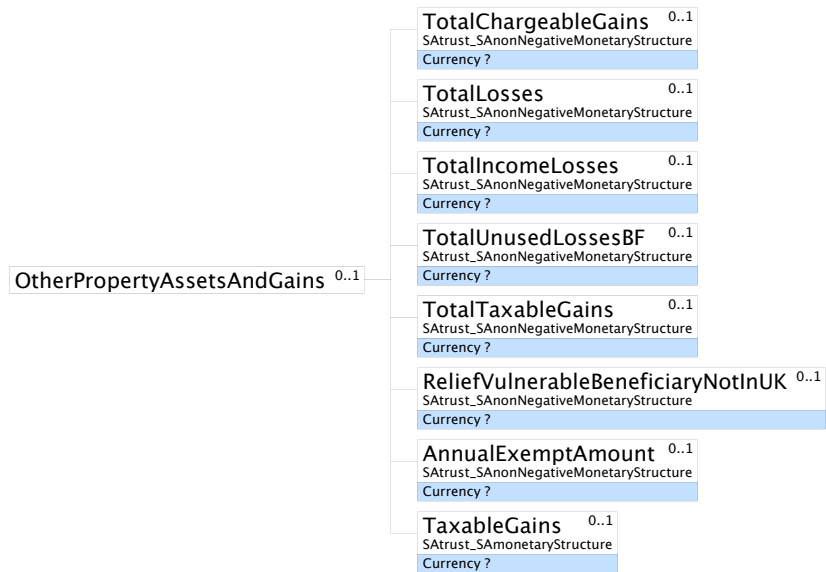 TotalChargeableGains 0..1
SAtrust_SAnonNegativeMonetaryStructure
Currency ?
TotalLosses 0..1
SAtrust_SAnonNegativeMonetaryStructure
Currency ?
TotalIncomeLosses 0..1
SAtrust_SAnonNegativeMonetaryStructure
Currency ?
TotalUnusedLossesBF 0..1
SAtrust_SAnonNegativeMonetaryStructure
Currency ?
OtherPropertyAssetsAndGains 0..1
TotalTaxableGains 0..1
SAtrust_SAnonNegativeMonetaryStructure
Currency ?
ReliefVulnerableBeneficiaryNotInUK 0..1
SAtrust_SAnonNegativeMonetaryStructure
Currency ?
AnnualExemptAmount 0..1
SAtrust_SAnonNegativeMonetaryStructure
Currency ?
TaxableGains 0..1
SAtrust_SAmonetaryStructure
Currency ?